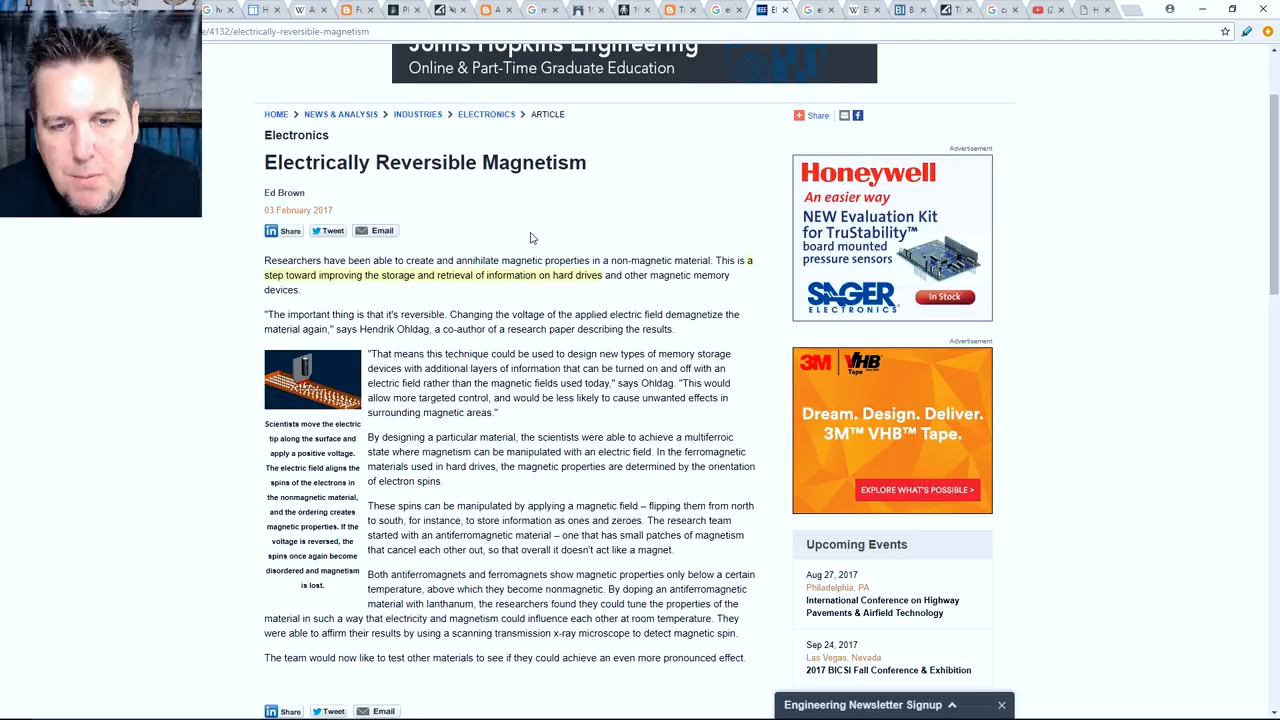 /4132/electrically-reversible-magnetism
Johns Hopkins Engineering
Online & Part-Time Graduate Education
HOME > NEWS & ANALYSIS > INDUSTRIES > ELECTRONICS > ARTICLE
Share
Electronics
Electrically Reversible Magnetism
Ed Brown
03 February 2017
Share Tweet Email
Researchers have been able to create and annihilate magnetic properties in a non-magnetic material. This is a
step toward improving the storage and retrieval of information on hard drives and other magnetic memory
devices.
"The important thing is that it's reversible. Changing the voltage of the applied electric field demagnetize the
material again," says Hendrik Ohldag, a co-author of a research paper describing the results.
Scientists move the electric
tip along the surface and
apply a positive voltage.
The electric field aligns the
spins of the electrons in
the nonmagnetic material,
and the ordering creates
magnetic properties. If the
voltage is reversed, the
spins once again become
disordered and magnetism
is lost.
"That means this technique could be used to design new types of memory storage
devices with additional layers of information that can be turned on and off with an
electric field rather than the magnetic fields used today," says Ohldag. "This would
allow more targeted control, and would be less likely to cause unwanted effects in
surrounding magnetic areas."
By designing a particular material, the scientists were able to achieve a multiferroic
state where magnetism can be manipulated with an electric field. In the ferromagnetic
materials used in hard drives, the magnetic properties are determined by the orientation
of electron spins.
These spins can be manipulated by applying a magnetic field – flipping them from north
to south, for instance, to store information as ones and zeroes. The research team
started with an antiferromagnetic material – one that has small patches of magnetism
that cancel each other out, so that overall it doesn't act like a magnet.
Both antiferromagnets and ferromagnets show magnetic properties only below a certain
temperature, above which they become nonmagnetic. By doping an antiferromagnetic
material with lanthanum, the researchers found they could tune the properties of the
material in such a way that electricity and magnetism could influence each other at room temperature. They
were able to affirm their results by using a scanning transmission x-ray microscope to detect magnetic spin.
The team would now like to test other materials to see if they could achieve an even more pronounced effect.
Share Tweet Email
Advertisement
Honeywell
An easier way
NEW Evaluation Kit
for TruStability™
board mounted
pressure sensors
SAGER
ELECTRONICS
In Stock
Advertisement
3M VHB™
Tape
Dream. Design. Deliver.
3M™ VHB™ Tape.
EXPLORE WHAT'S POSSIBLE >
Upcoming Events
Aug 27, 2017
Philadelphia, PA
International Conference on Highway
Pavements & Airfield Technology
Sep 24, 2017
Las Vegas, Nevada
2017 BICSI Fall Conference & Exhibition
Engineering Newsletter Signup